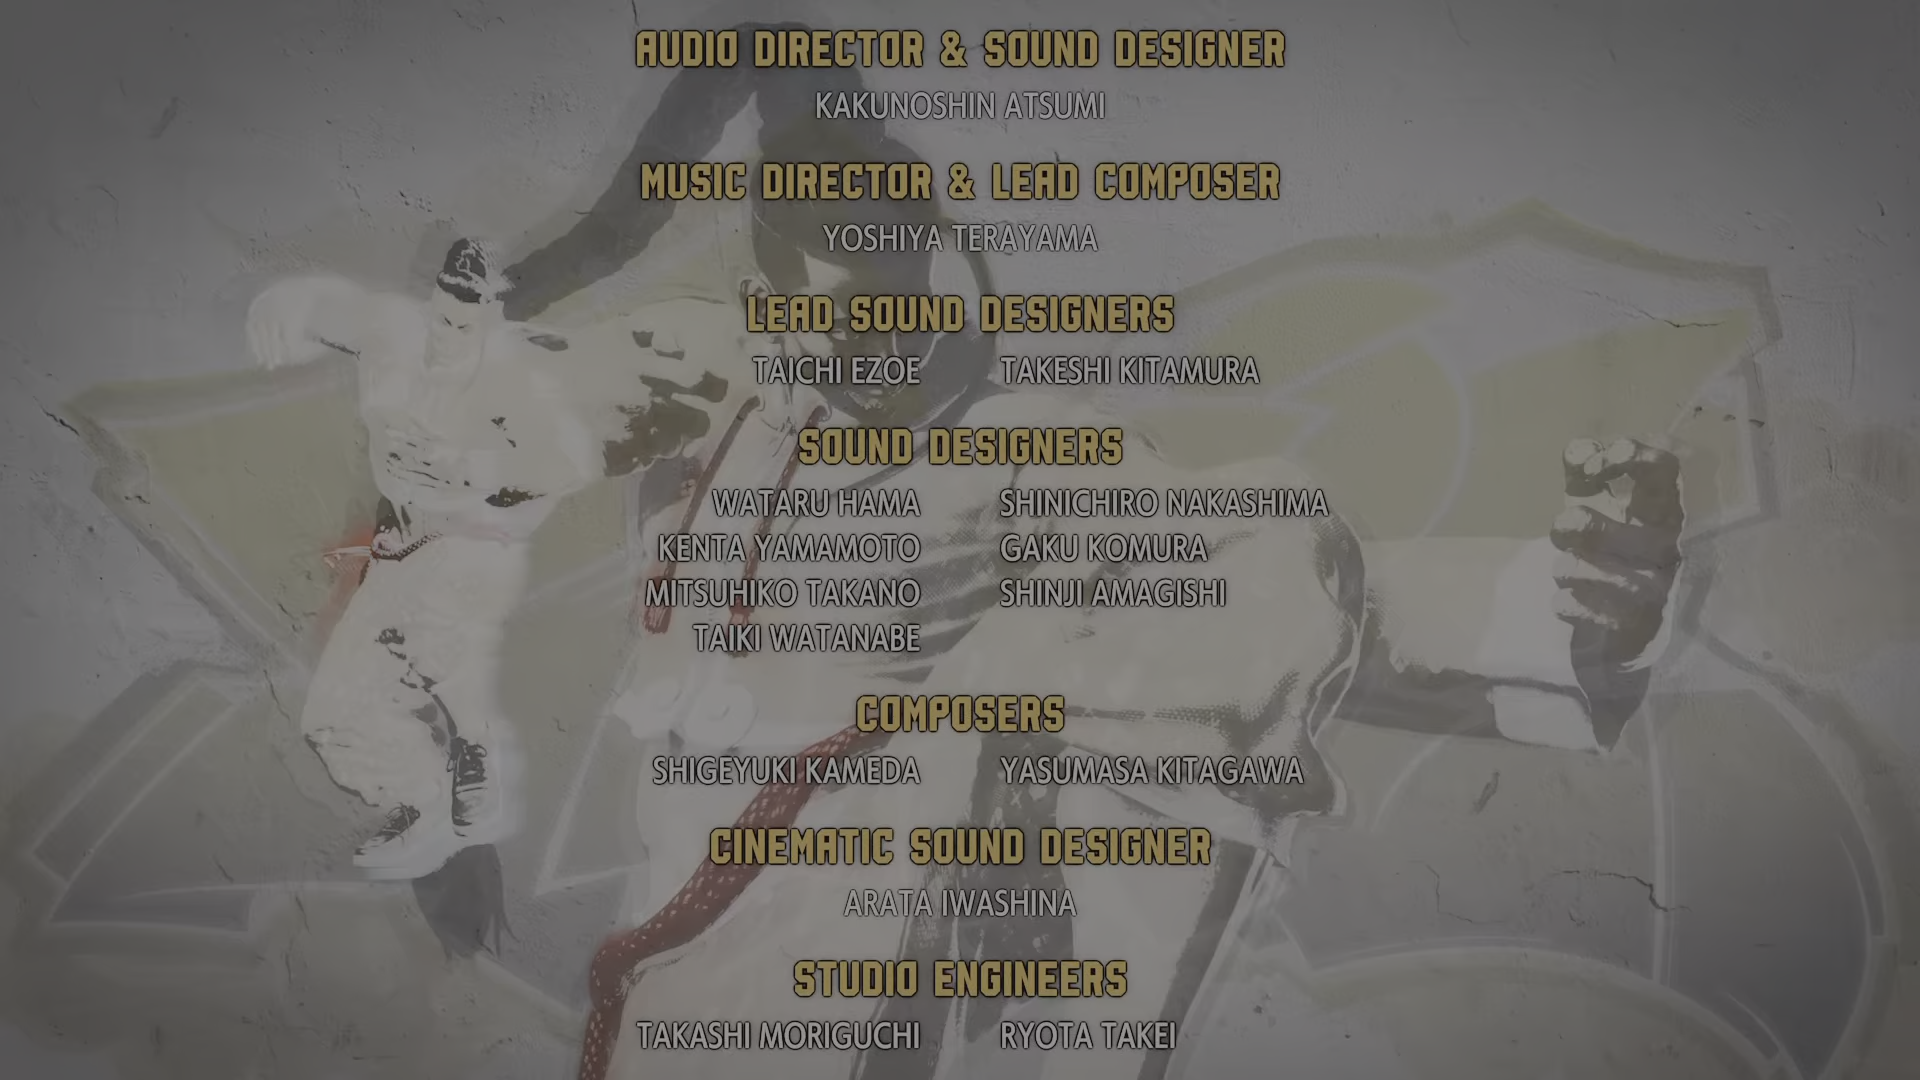 AUDIO DIRECTOR & SOUND DESIGNER
KAKUNOSHIN ATSUMI
MUSIC DIRECTOR & LEAD COMPOSER
YOSHIYA TERAYAMA
LEAD SOUND DESIGNERS
TAICHI EZOE TAKESHI KITAMURA
SOUND DESIGNERS
WATARU HAMA SHINICHIRO NAKASHIMA
KENTA YAMAMOTO GAKU KOMURA
MITSUHIKO TAKANO SHINJI AMAGISHI
TAIKI WATANABE
COMPOSERS
SHIGEYUKI KAMEDA YASUMASA KITAGAWA
CINEMATIC SOUND DESIGNER
ARATA IWASHINA
STUDIO ENGINEERS
TAKASHI MORIGUCHI RYOTA TAKEI